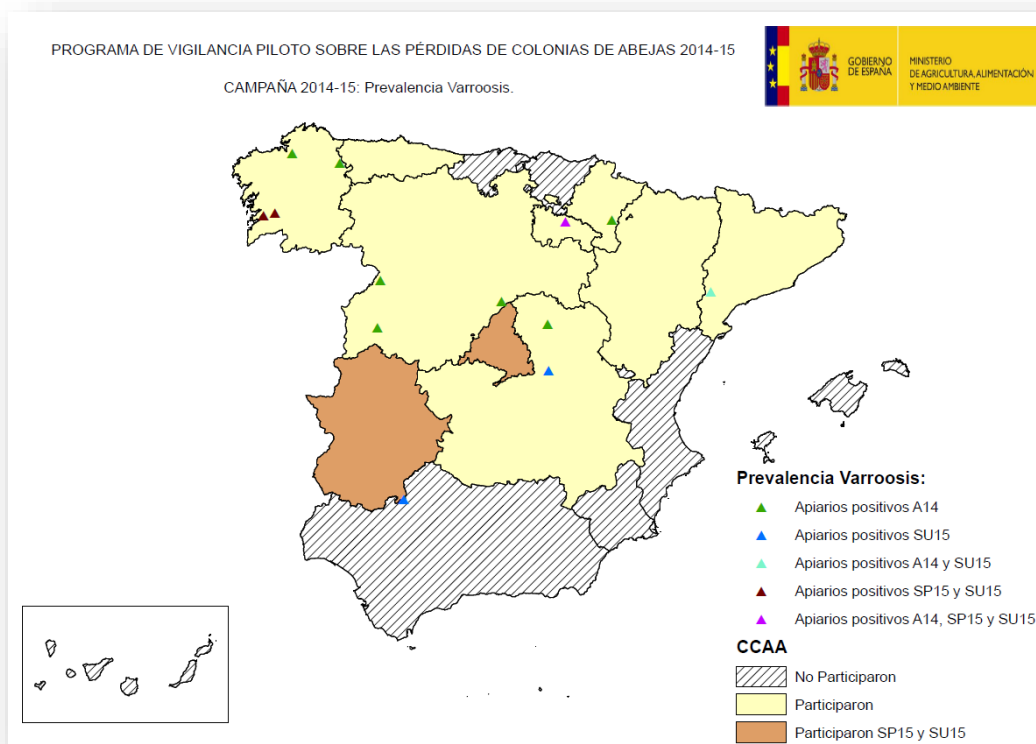 PROGRAMA DE VIGILANCIA PILOTO SOBRE LAS PÉRDIDAS DE COLONIAS DE ABEJAS 2014-15
CAMPAÑA 2014-15: Prevalencia Varroosis.
GOBIERNO
DE ESPAÑA
MINISTERIO
DE AGRICULTURA, ALIMENTACIÓN
Y MEDIO AMBIENTE
Prevalencia Varroosis:
Apiarios positivos A14
Apiarios positivos SU15
Apiarios positivos A14 y SU15
Apiarios positivos SP15 y SU15
Apiarios positivos A14, SP15 y SU15
CCAA
No Participaron
Participaron
Participaron SP15 y SU15